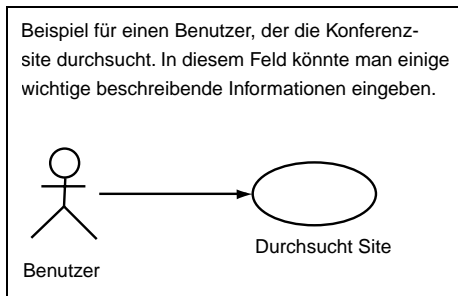 Beispiel für einen Benutzer, der die Konferenz-
site durchsucht. In diesem Feld könnte man einige
wichtige beschreibende Informationen eingeben.
Durchsucht Site
Benutzer